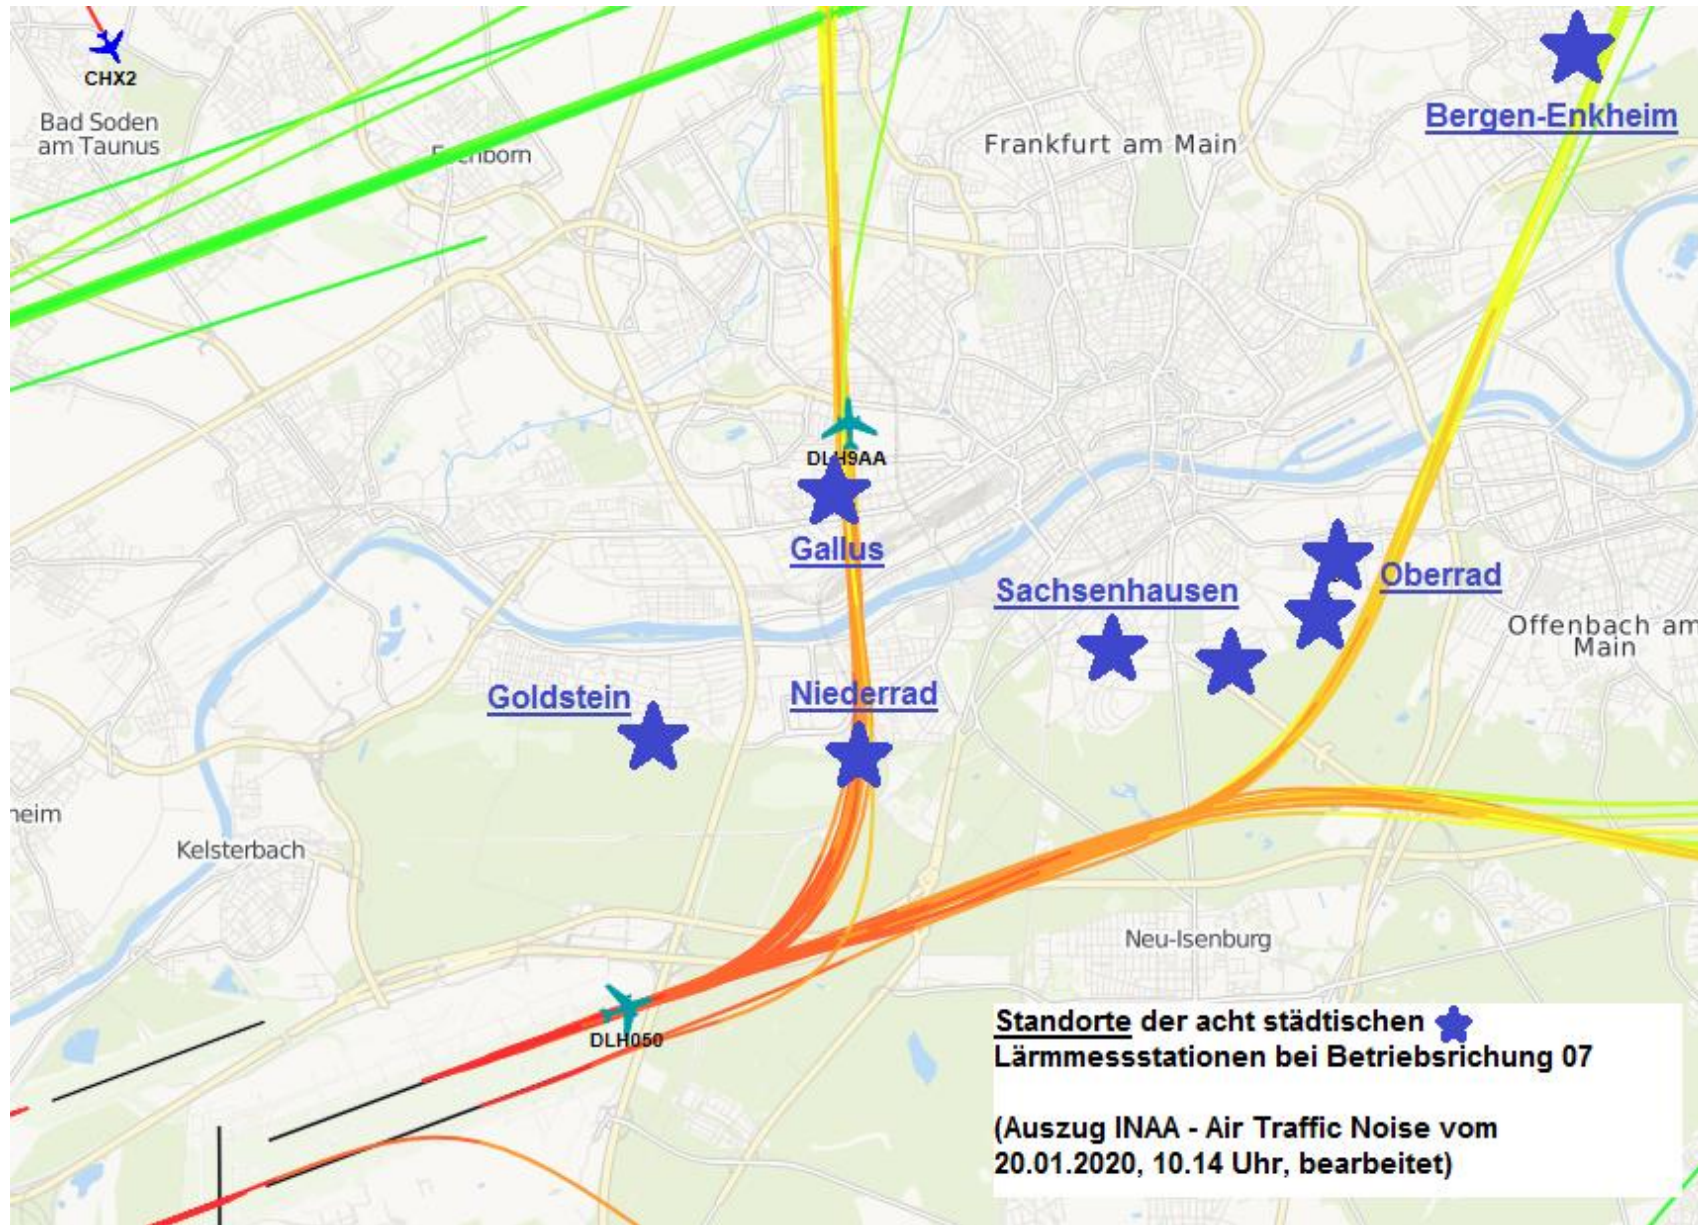 CHX2
Bad Soden
am Taunus
Frankfurt am Main
Bergen-Enkheim
DLH9AA
Gallus
Sachsenhausen
Oberrad
Offenbach am
Main
Goldstein
Niederrad
heim
Kelsterbach
Neu-Isenburg
DLH050
Standorte der acht städtischen
Lärmmessstationen bei Betriebsrichung 07
(Auszug INAA - Air Traffic Noise vom
20.01.2020, 10.14 Uhr, bearbeitet)